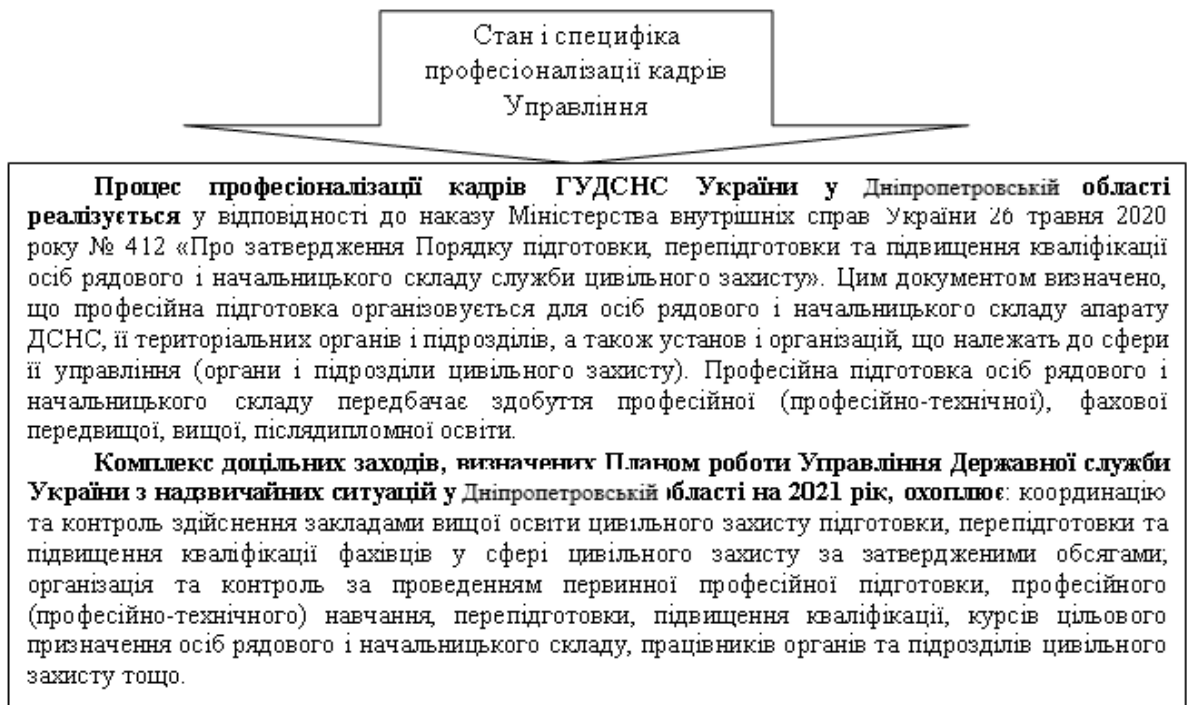 Стан і специфіка
професіоналізації кадрів
Управління
Процес професіоналізації кадрів ГУДСНС України у Дніпропетровській області
реалізується у відповідності до наказу Міністерства внутрішніх справ України 26 травня 2020
року № 412 «Про затвердження Порядку підготовки, перепідготовки та підвищення кваліфікації
осіб рядового і начальницького складу служби цивільного захисту». Цим документом визначено,
що професійна підготовка організовується для осіб рядового і начальницького складу апарату
ДСНС, її територіальних органів і підрозділів, а також установ і організацій, що належать до сфери
її управління (органи і підрозділи цивільного захисту). Професійна підготовка осіб рядового і
начальницького складу передбачає здобуття професійної (професійно-технічної), фахової
передвищої, вищої, післядипломної освіти.
Комплекс доцільних заходів, визначених Планом роботи Управління Державної служби
України з надзвичайних ситуацій у Дніпропетровській області на 2021 рік, охоплює: координацію
та контроль здійснення закладами вищої освіти цивільного захисту підготовки, перепідготовки та
підвищення кваліфікації фахівців у сфері цивільного захисту за затвердженими обсягами;
організація та контроль за проведенням первинної професійної підготовки, професійного
(професійно-технічного) навчання, перепідготовки, підвищення кваліфікації, курсів цільового
призначення осіб рядового і начальницького складу, працівників органів та підрозділів цивільного
захисту тощо.